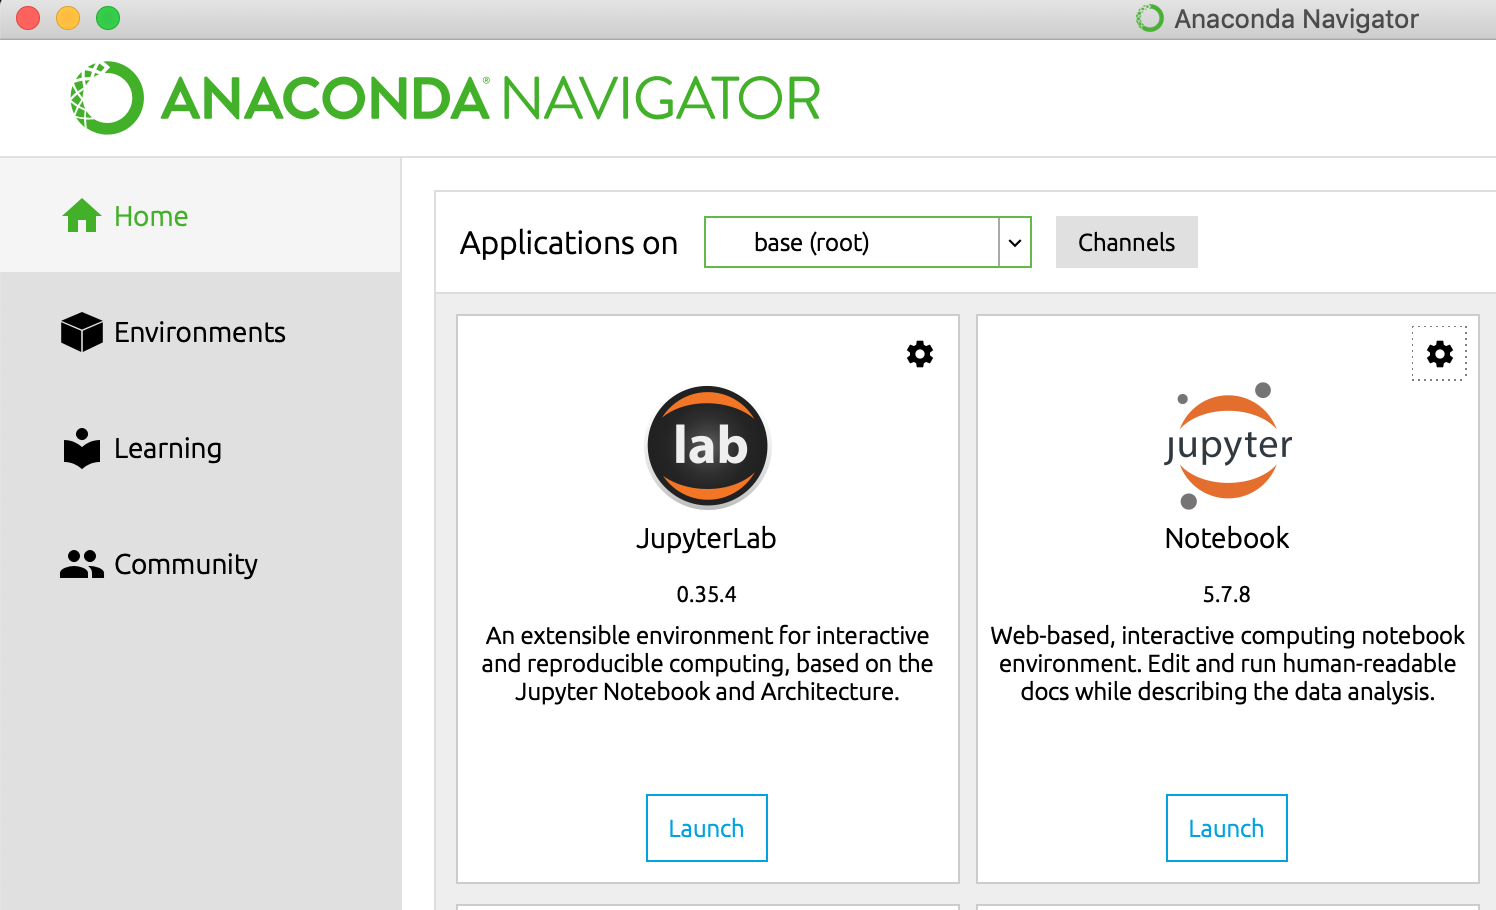 Anaconda Navigator
ANACONDA® NAVIGATOR
Home
Environments
Learning
Community
Applications on
base (root)
Channels
lab
JupyterLab
0.35.4
An extensible environment for interactive
and reproducible computing, based on the
Jupyter Notebook and Architecture.
Launch
jupyter
Notebook
5.7.8
Web-based, interactive computing notebook
environment. Edit and run human-readable
docs while describing the data analysis.
Launch